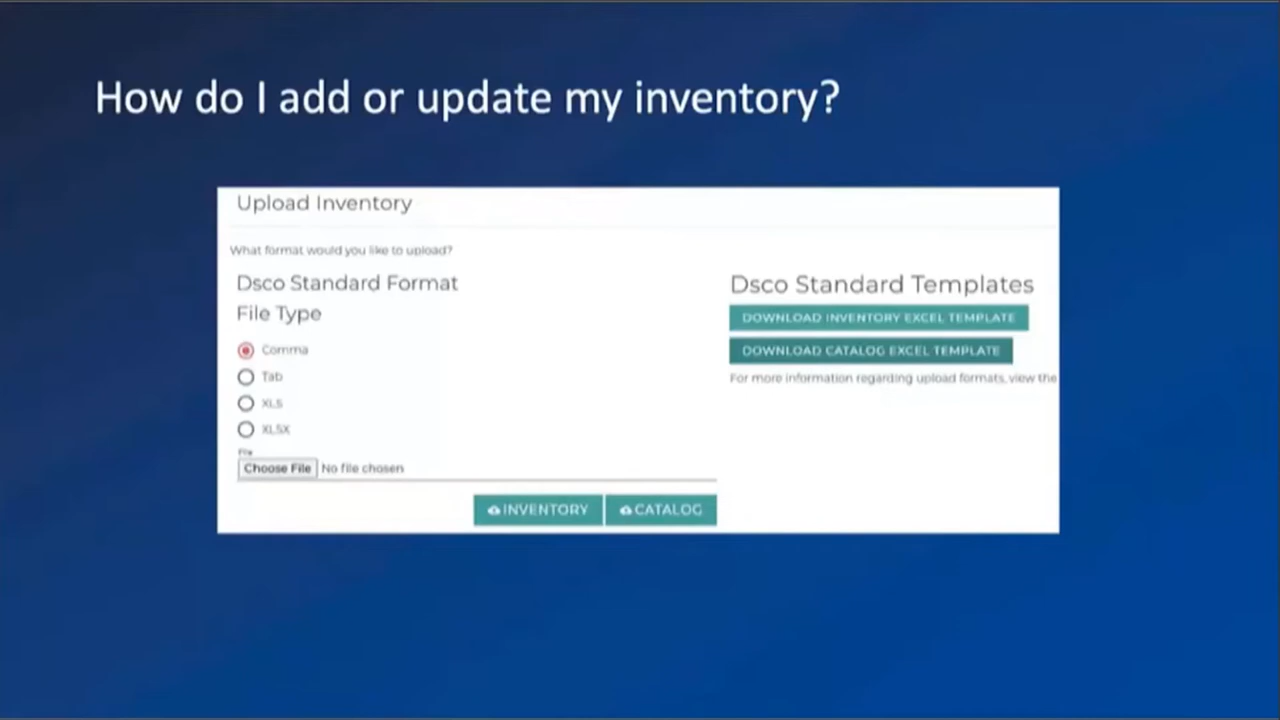 How do I add or update my inventory?
Upload Inventory
What format would you like to upload?
Dsco Standard Format
File Type
Comma
Tab
XLS
XLSX
File
Choose File No file chosen
INVENTORY CATALOG
Dsco Standard Templates
DOWNLOAD INVENTORY EXCEL TEMPLATE
DOWNLOAD CATALOG EXCEL TEMPLATE
For more information regarding upload formats, view the